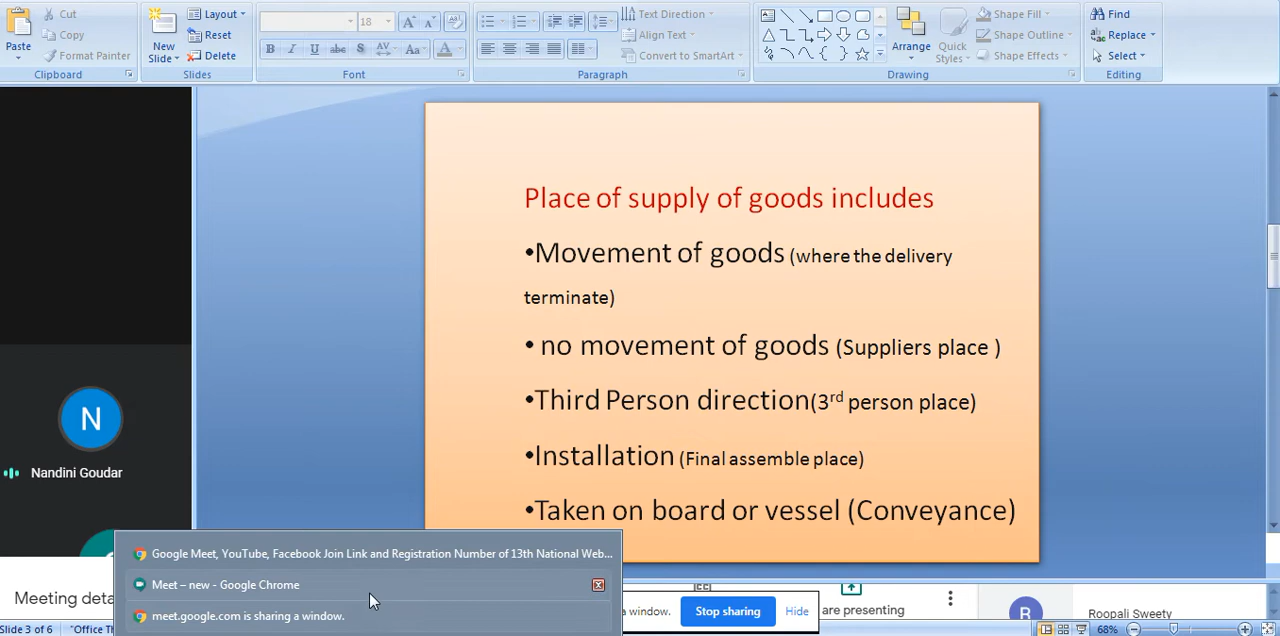 Cut
Copy
Format Painter
Paste
Clipboard
New
Slide
Layout
Reset
Delete
Slides
18
A
A
B
I
U
abc
S
AV
Aa
A
Font
Text Direction
Align Text
Convert to SmartArt
Paragraph
Arrange
Quick
Styles
Shape Fill
Shape Outline
Shape Effects
Drawing
Find
Replace
Select
Editing
Place of supply of goods includes
•Movement of goods (where the delivery
terminate)
• no movement of goods (Suppliers place )
•Third Person direction(3rd person place)
•Installation (Final assemble place)
•Taken on board or vessel (Conveyance)
N
Nandini Goudar
Google Meet, YouTube, Facebook Join Link and Registration Number of 13th National Web...
Meet – new - Google Chrome
meet.google.com is sharing a window.
Meeting deta
a window.
Stop sharing
Hide
are presenting
R
Roopali Sweety
Slide 3 of 6
"Office Th
68%